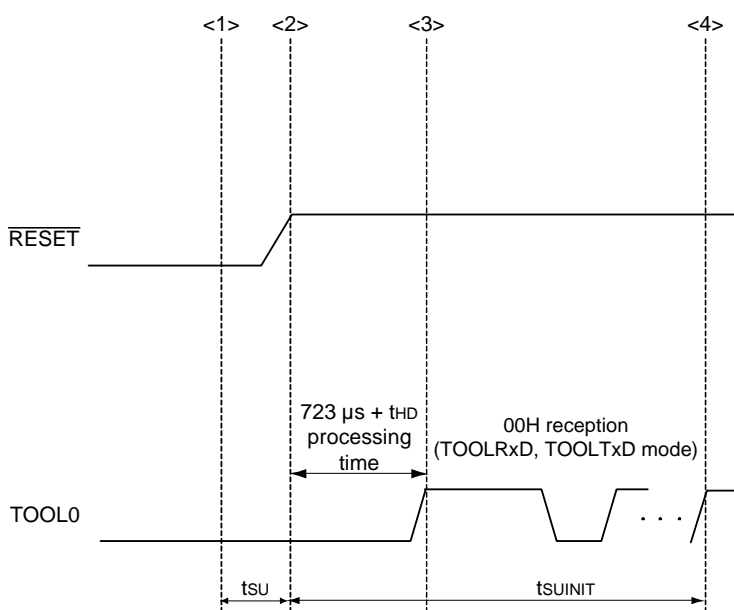 <1> <2> <3> <4>
RESET
723 µs + tHD
processing
time
00H reception
(TOOLRxD, TOOLTxD mode)
TOOL0
. . .
tSU tSUINIT